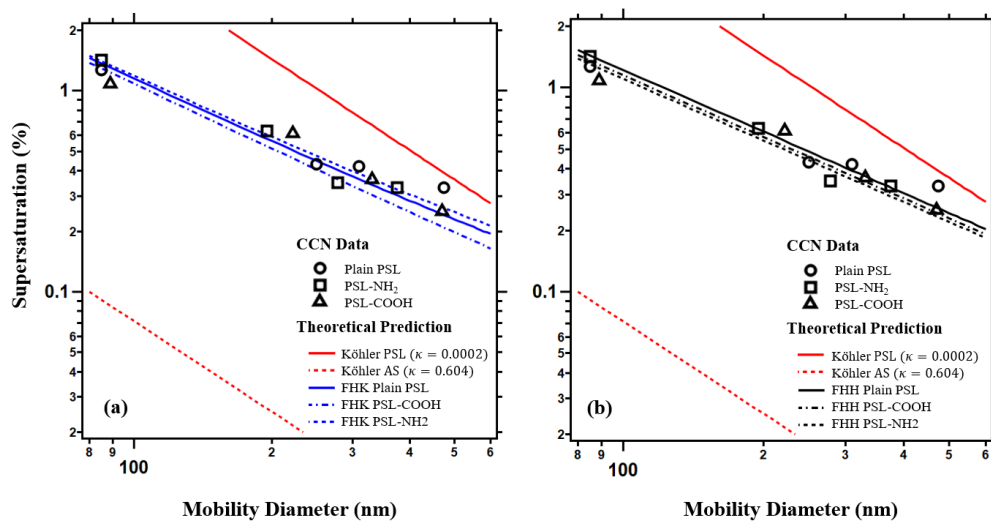 Supersaturation (%)
2
1
8
6
5
4
3
2
0.1
8
6
5
4
3
2
CCN Data
Plain PSL
PSL-NH₂
PSL-COOH
Theoretical Prediction
Köhler PSL (κ = 0.0002)
Köhler AS (κ = 0.604)
FHK Plain PSL
FHK PSL-COOH
FHK PSL-NH2
(a)
8 9 2 3 4 5 6
100
Mobility Diameter (nm)
2
1
8
6
5
4
3
2
0.1
8
6
5
4
3
2
CCN Data
Plain PSL
PSL-NH₂
PSL-COOH
Theoretical Prediction
Köhler PSL (κ = 0.0002)
Köhler AS (κ = 0.604)
FHH Plain PSL
FHH PSL-COOH
FHH PSL-NH2
(b)
8 9 2 3 4 5 6
100
Mobility Diameter (nm)